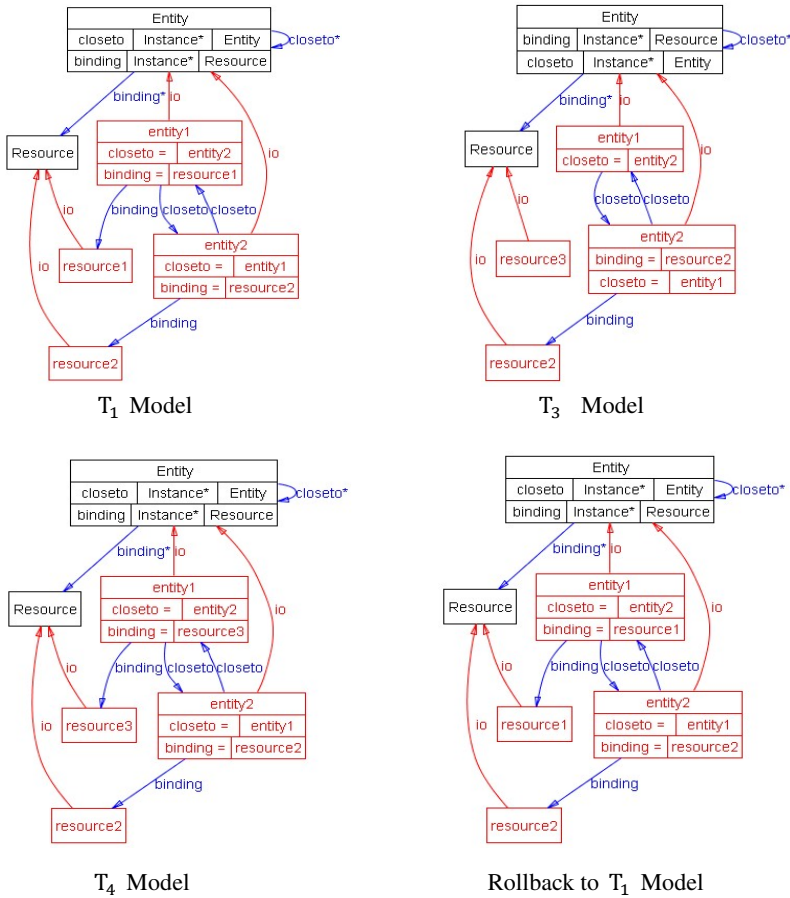 Entity
closeto Instance* Entity
closeto*
binding Instance* Resource
binding*
io
Resource
entity1
closeto = entity2
binding = resource1
io
io
binding closeto closeto
entity2
closeto = entity1
binding = resource2
resource1
io
binding
resource2
T₁ Model
Entity
binding Instance* Resource
closeto*
closeto Instance* Entity
binding*
io
Resource
entity1
closeto = entity2
io
io
closeto closeto
entity2
binding = resource2
closeto = entity1
resource3
io
binding
resource2
T₃ Model
Entity
closeto Instance* Entity
closeto*
binding Instance* Resource
binding*
io
Resource
entity1
closeto = entity2
binding = resource3
io
io
binding closeto closeto
entity2
closeto = entity1
binding = resource2
resource3
io
binding
resource2
T₄ Model
Entity
closeto Instance* Entity
closeto*
binding Instance* Resource
binding*
io
Resource
entity1
closeto = entity2
binding = resource1
io
io
binding closeto closeto
entity2
closeto = entity1
binding = resource2
resource1
io
binding
resource2
Rollback to T₁ Model